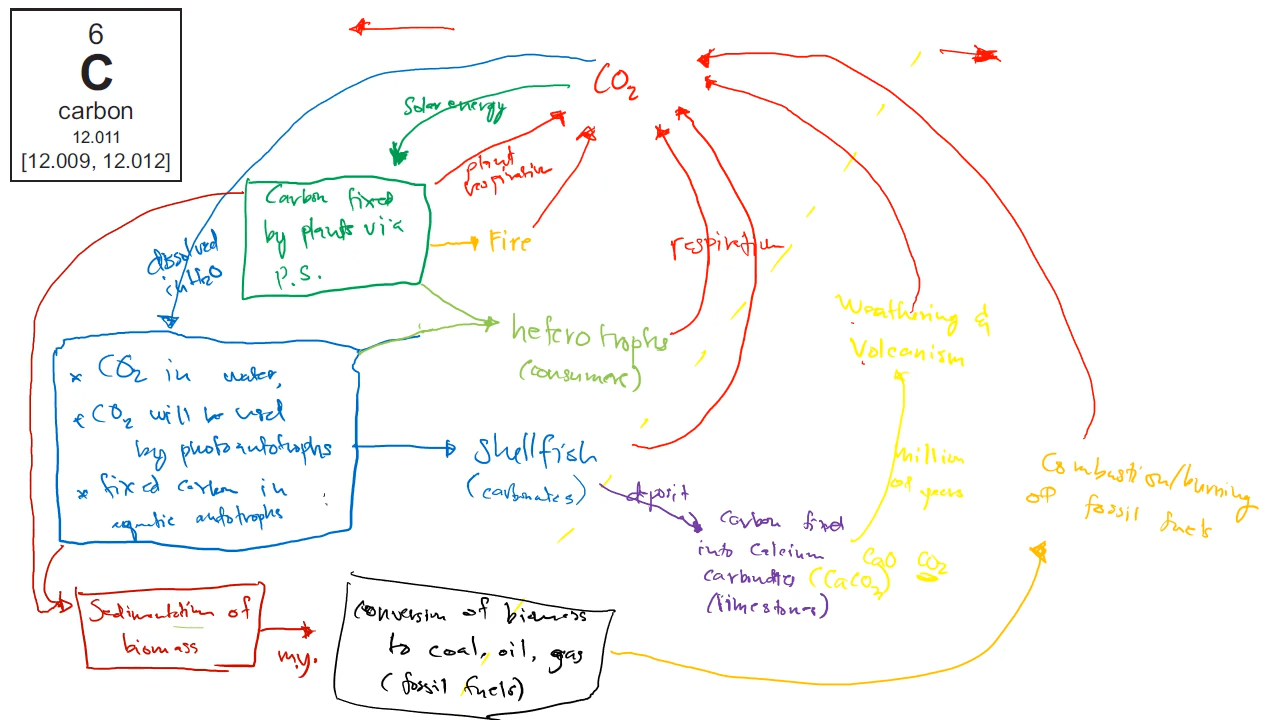 6
C
carbon
12.011
[12.009, 12.012]
CO2
Solar energy
plant
respiration
Carbon fixed
by plants via
P.S.
Fire
respiration
dissolved
in H2O
heterotrophs
(consumers)
Weathering &
Volcanism
* CO2 in water,
* CO2 will be used
by photoautotrophs
* fixed carbon in
aquatic autotrophs
shellfish
(carbonates)
deposit
million
of years
Combustion/burning
of fossil fuels
carbon fixed
into Calcium
(CaCO3)
CaO CO2
(limestones)
Sedimentation of
biomass
m.y.
conversion of biomass
to coal, oil, gas
(fossil fuels)